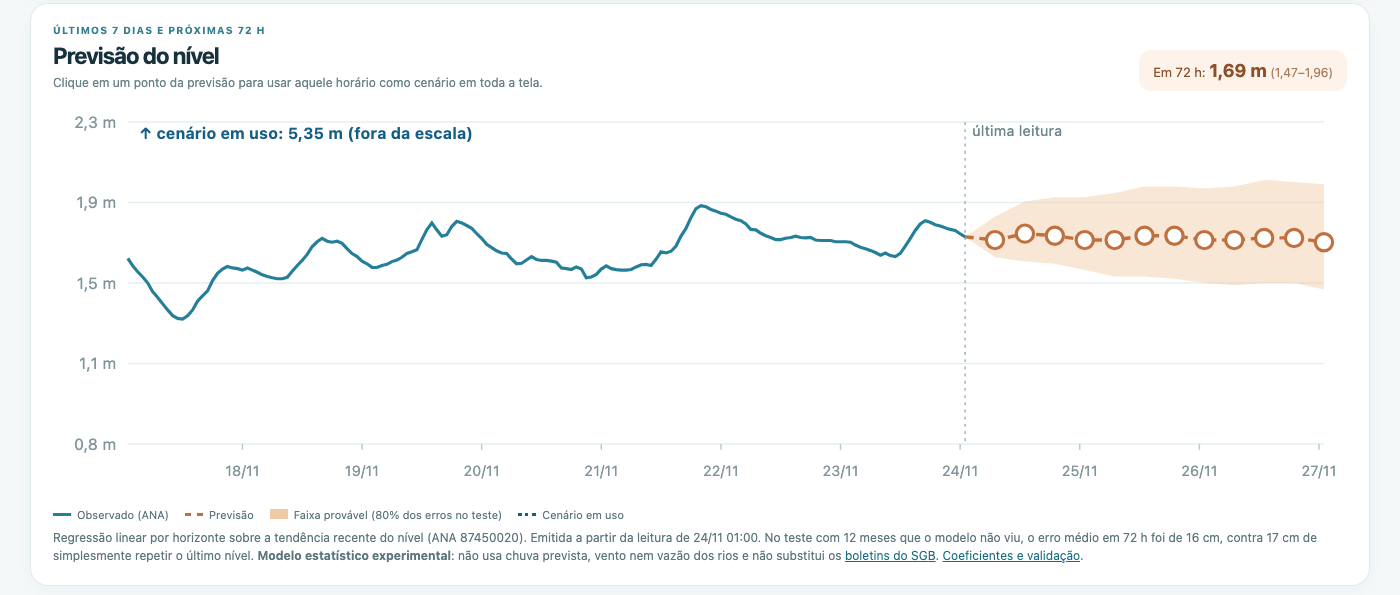 ÚLTIMOS 7 DIAS E PRÓXIMAS 72 H
Previsão do nível
Clique em um ponto da previsão para usar aquele horário como cenário em toda a tela.
Em 72 h: 1,69 m (1,47–1,96)
2,3 m
↑ cenário em uso: 5,35 m (fora da escala)
última leitura
1,9 m
1,5 m
1,1 m
0,8 m
18/11 19/11 20/11 21/11 22/11 23/11 24/11 25/11 26/11 27/11
Observado (ANA) Previsão Faixa provável (80% dos erros no teste) Cenário em uso
Regressão linear por horizonte sobre a tendência recente do nível (ANA 87450020). Emitida a partir da leitura de 24/11 01:00. No teste com 12 meses que o modelo não viu, o erro médio em 72 h foi de 16 cm, contra 17 cm de
simplesmente repetir o último nível. Modelo estatístico experimental: não usa chuva prevista, vento nem vazão dos rios e não substitui os boletins do SGB. Coeficientes e validação.